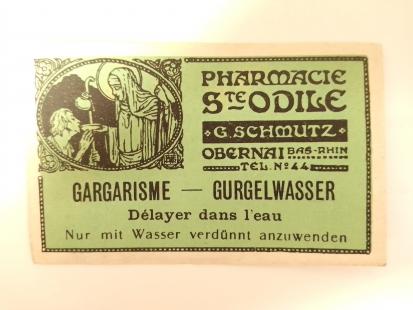 PHARMACIE
STE ODILE
G. SCHMUTZ
OBERNAI BAS-RHIN
TEL. No 44
GARGARISME — GURGELWASSER
Délayer dans l'eau
Nur mit Wasser verdünnt anzuwenden